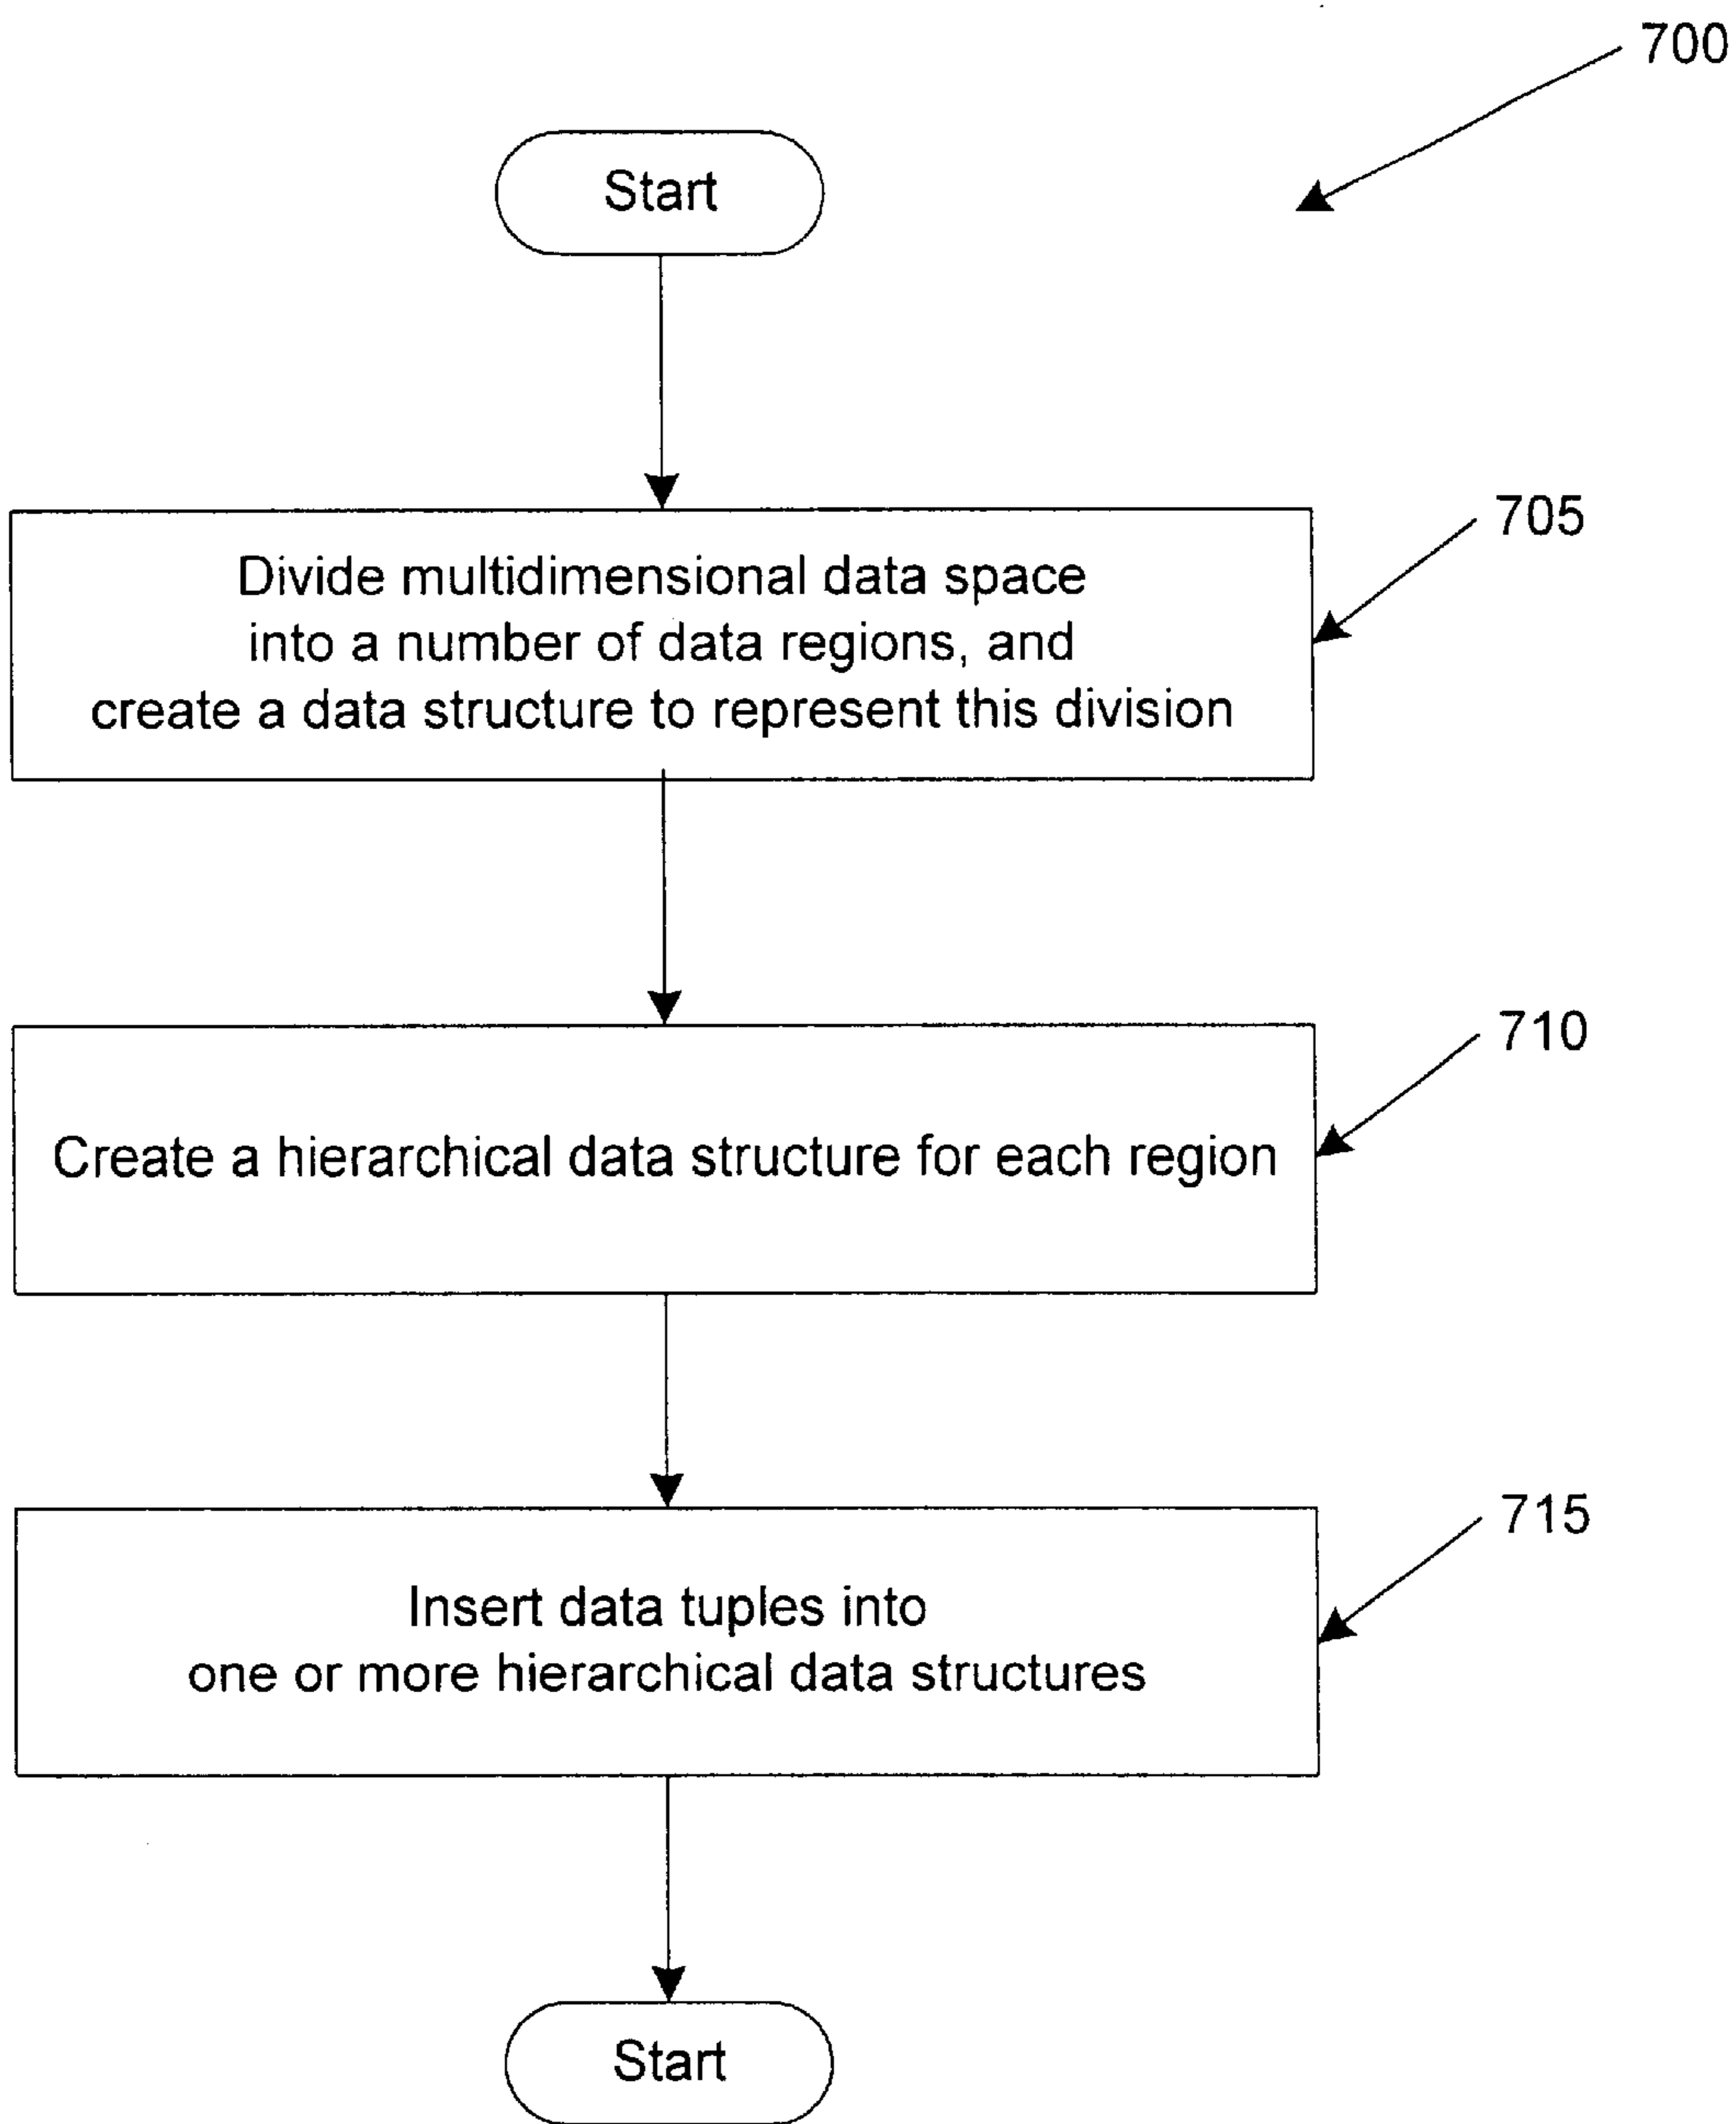 700
Start
705
Divide multidimensional data space
into a number of data regions, and
create a data structure to represent this division
710
Create a hierarchical data structure for each region
715
Insert data tuples into
one or more hierarchical data structures
Start